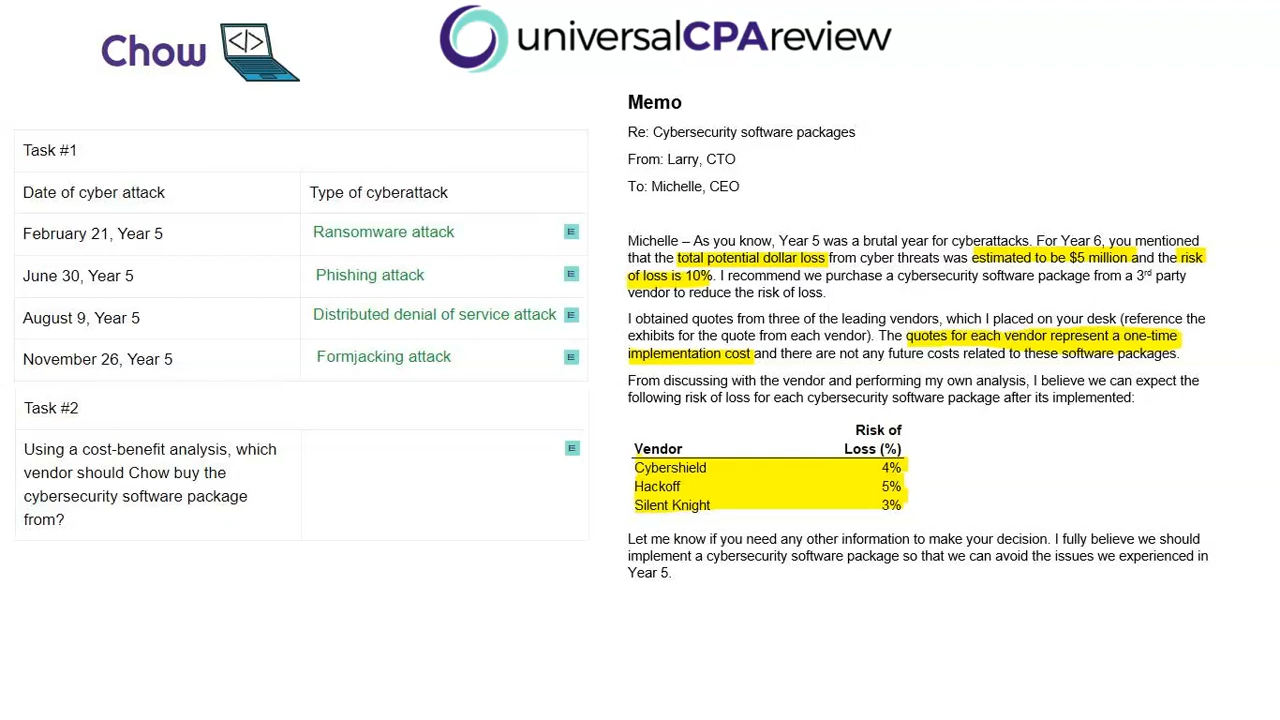 Chow </>
universalCPAreview
Task #1
Date of cyber attack Type of cyberattack
February 21, Year 5 Ransomware attack
June 30, Year 5 Phishing attack
August 9, Year 5 Distributed denial of service attack
November 26, Year 5 Formjacking attack
Task #2
Using a cost-benefit analysis, which
vendor should Chow buy the
cybersecurity software package
from?
Memo
Re: Cybersecurity software packages
From: Larry, CTO
To: Michelle, CEO
Michelle – As you know, Year 5 was a brutal year for cyberattacks. For Year 6, you mentioned
that the total potential dollar loss from cyber threats was estimated to be $5 million and the risk
of loss is 10%. I recommend we purchase a cybersecurity software package from a 3rd party
vendor to reduce the risk of loss.
I obtained quotes from three of the leading vendors, which I placed on your desk (reference the
exhibits for the quote from each vendor). The quotes for each vendor represent a one-time
implementation cost and there are not any future costs related to these software packages.
From discussing with the vendor and performing my own analysis, I believe we can expect the
following risk of loss for each cybersecurity software package after its implemented:
Risk of
Vendor Loss (%)
Cybershield 4%
Hackoff 5%
Silent Knight 3%
Let me know if you need any other information to make your decision. I fully believe we should
implement a cybersecurity software package so that we can avoid the issues we experienced in
Year 5.